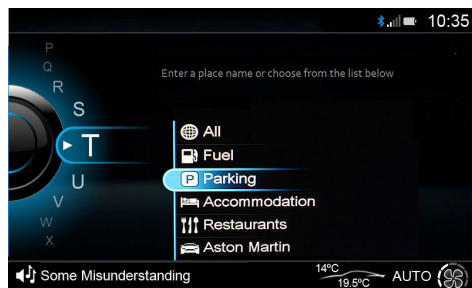 10:35
P
Q
R
S
T
U
V
W
X
Enter a place name or choose from the list below
All
Fuel
P Parking
Accommodation
Restaurants
Aston Martin
Some Misunderstanding
14°C
19.5°C
AUTO